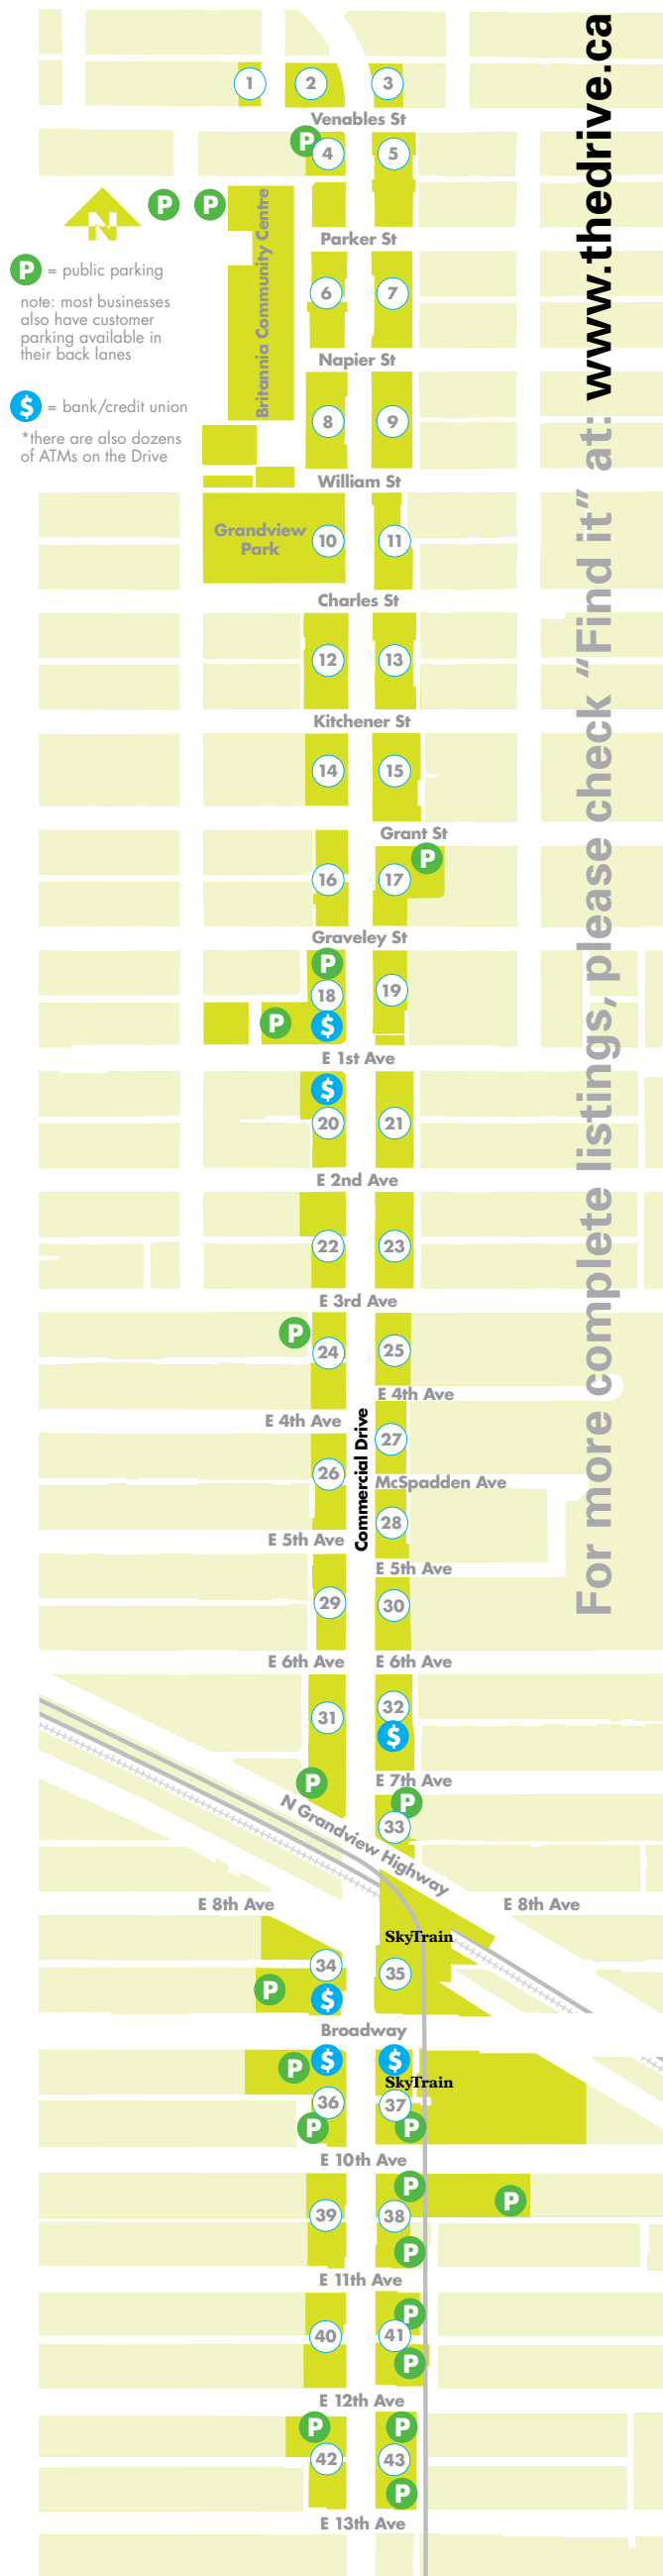 1
2
3
Venables St
P
4
5
N
P
P
Britannia Community Centre
Parker St
P = public parking
note: most businesses
also have customer
parking available in
their back lanes
6
7
Napier St
$ = bank/credit union
*there are also dozens
of ATMs on the Drive
8
9
William St
Grandview
Park
10
11
Charles St
12
13
Kitchener St
14
15
Grant St
P
16
17
Graveley St
P
18
19
P
$
E 1st Ave
$
20
21
E 2nd Ave
22
23
E 3rd Ave
P
24
25
E 4th Ave
E 4th Ave
Commercial Drive
27
26
McSpadden Ave
28
E 5th Ave
E 5th Ave
29
30
E 6th Ave
E 6th Ave
31
32
$
P
E 7th Ave
P
33
N Grandview Highway
E 8th Ave
E 8th Ave
SkyTrain
34
35
P
$
Broadway
P
$
$
SkyTrain
36
37
P
P
E 10th Ave
P
P
39
38
P
E 11th Ave
P
40
41
P
E 12th Ave
P
P
42
43
P
E 13th Ave
For more complete listings, please check “Find it” at: www.thedrive.ca